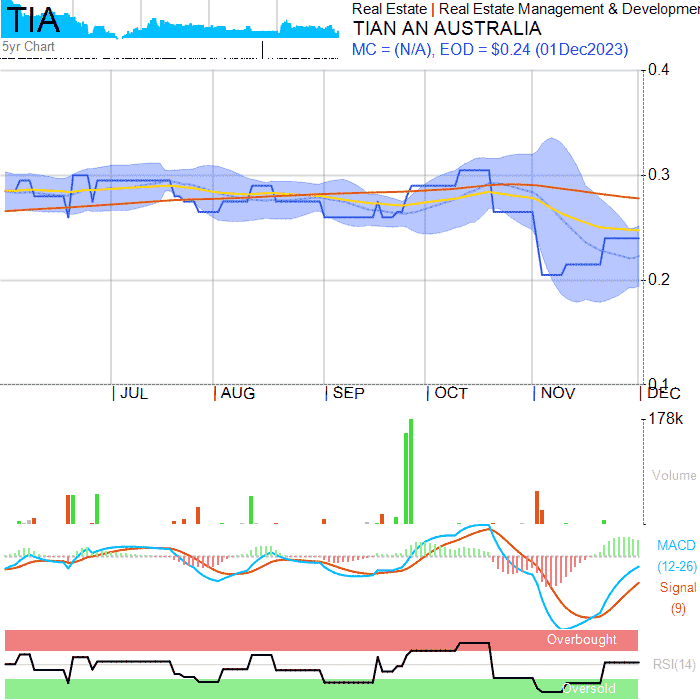 TIA
5yr Chart
Real Estate | Real Estate Management & Developmen
TIAN AN AUSTRALIA
MC = (N/A), EOD = $0.24 (01Dec2023)
0.4
0.3
0.2
0.1
JUL AUG SEP OCT NOV DEC
178k
Volume
MACD
(12-26)
Signal
(9)
Overbought
RSI(14)
Oversold